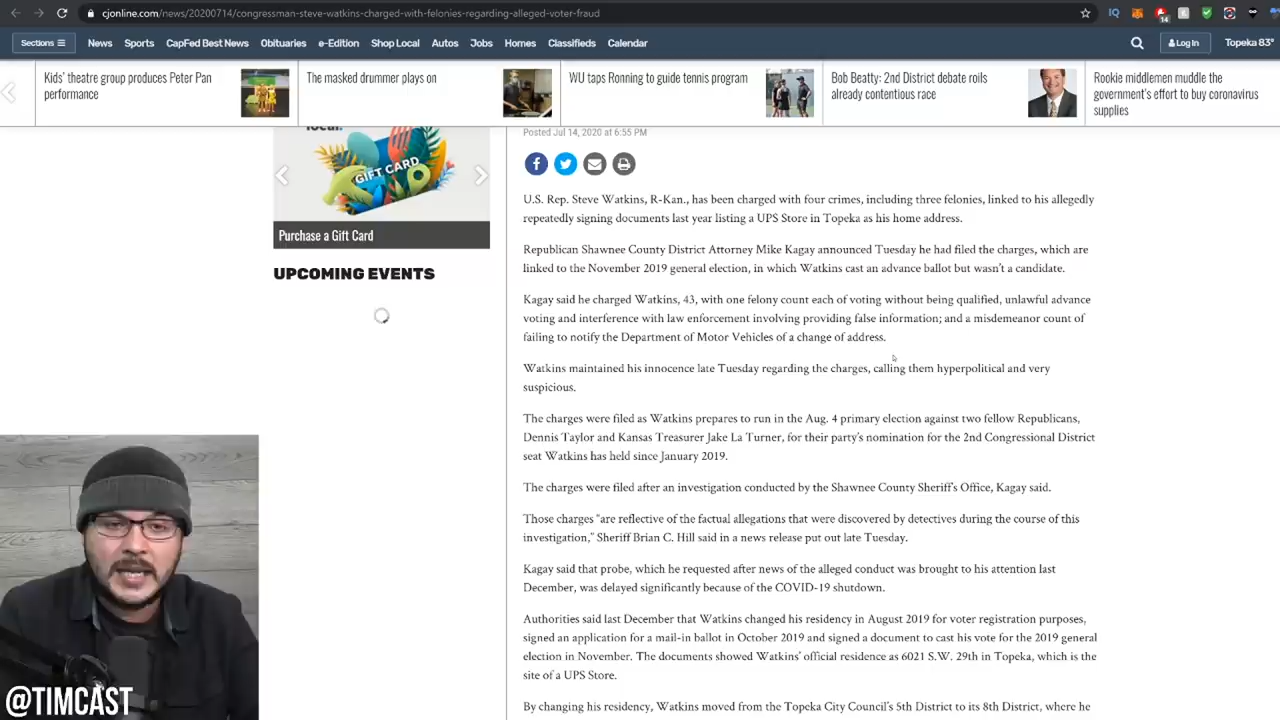 cjonline.com/news/20200714/congressman-steve-watkins-charged-with-felonies-regarding-alleged-voter-fraud
IQ
14
Sections
News
Sports
CapFed Best News
Obituaries
e-Edition
Shop Local
Autos
Jobs
Homes
Classifieds
Calendar
Log In
Topeka 83°
Kids' theatre group produces Peter Pan
performance
The masked drummer plays on
WU taps Ronning to guide tennis program
Bob Beatty: 2nd District debate roils
already contentious race
Rookie middlemen muddle the
government's effort to buy coronavirus
supplies
local.
GIFT CARD
Purchase a Gift Card
UPCOMING EVENTS
Posted Jul 14, 2020 at 6:55 PM
U.S. Rep. Steve Watkins, R-Kan., has been charged with four crimes, including three felonies, linked to his allegedly
repeatedly signing documents last year listing a UPS Store in Topeka as his home address.
Republican Shawnee County District Attorney Mike Kagay announced Tuesday he had filed the charges, which are
linked to the November 2019 general election, in which Watkins cast an advance ballot but wasn't a candidate.
Kagay said he charged Watkins, 43, with one felony count each of voting without being qualified, unlawful advance
voting and interference with law enforcement involving providing false information; and a misdemeanor count of
failing to notify the Department of Motor Vehicles of a change of address.
Watkins maintained his innocence late Tuesday regarding the charges, calling them hyperpolitical and very
suspicious.
The charges were filed as Watkins prepares to run in the Aug. 4 primary election against two fellow Republicans,
Dennis Taylor and Kansas Treasurer Jake La Turner, for their party's nomination for the 2nd Congressional District
seat Watkins has held since January 2019.
The charges were filed after an investigation conducted by the Shawnee County Sheriff's Office, Kagay said.
Those charges "are reflective of the factual allegations that were discovered by detectives during the course of this
investigation," Sheriff Brian C. Hill said in a news release put out late Tuesday.
Kagay said that probe, which he requested after news of the alleged conduct was brought to his attention last
December, was delayed significantly because of the COVID-19 shutdown.
Authorities said last December that Watkins changed his residency in August 2019 for voter registration purposes,
signed an application for a mail-in ballot in October 2019 and signed a document to cast his vote for the 2019 general
election in November. The documents showed Watkins' official residence as 6021 S.W. 29th in Topeka, which is the
site of a UPS Store.
By changing his residency, Watkins moved from the Topeka City Council's 5th District to its 8th District, where he
@TIMCAST